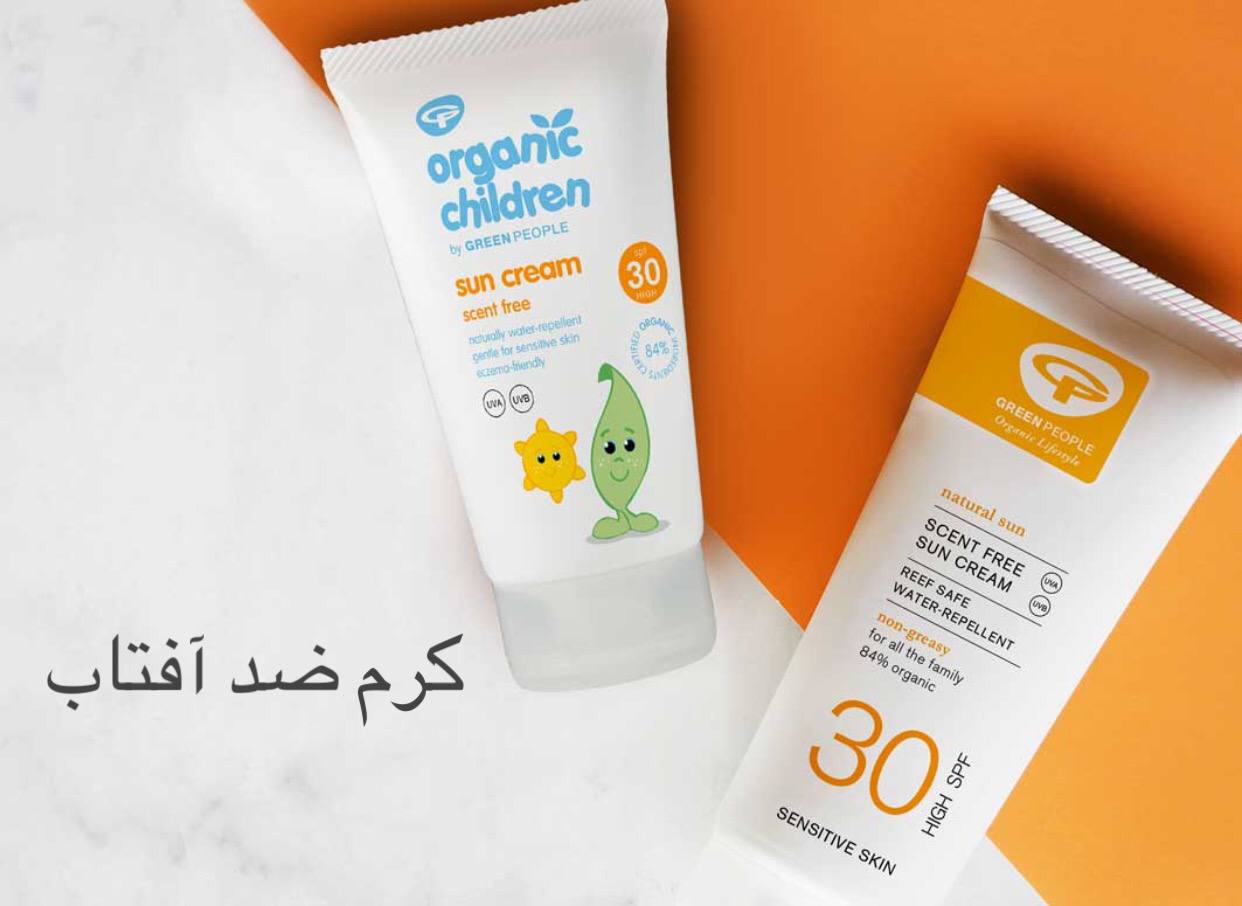 organic
children
by GREEN PEOPLE
sun cream
scent free
naturally water-repellent
gentle for sensitive skin
eczema-friendly
UVA UVB
spf
30
HIGH
CERTIFIED ORGANIC INGREDIENTS
84%
GREEN PEOPLE
Organic Lifestyle
natural sun
SCENT FREE
SUN CREAM
UVA
UVB
REEF SAFE
WATER-REPELLENT
non-greasy
for all the family
84% organic
30
HIGH SPF
SENSITIVE SKIN
کرم ضد آفتاب